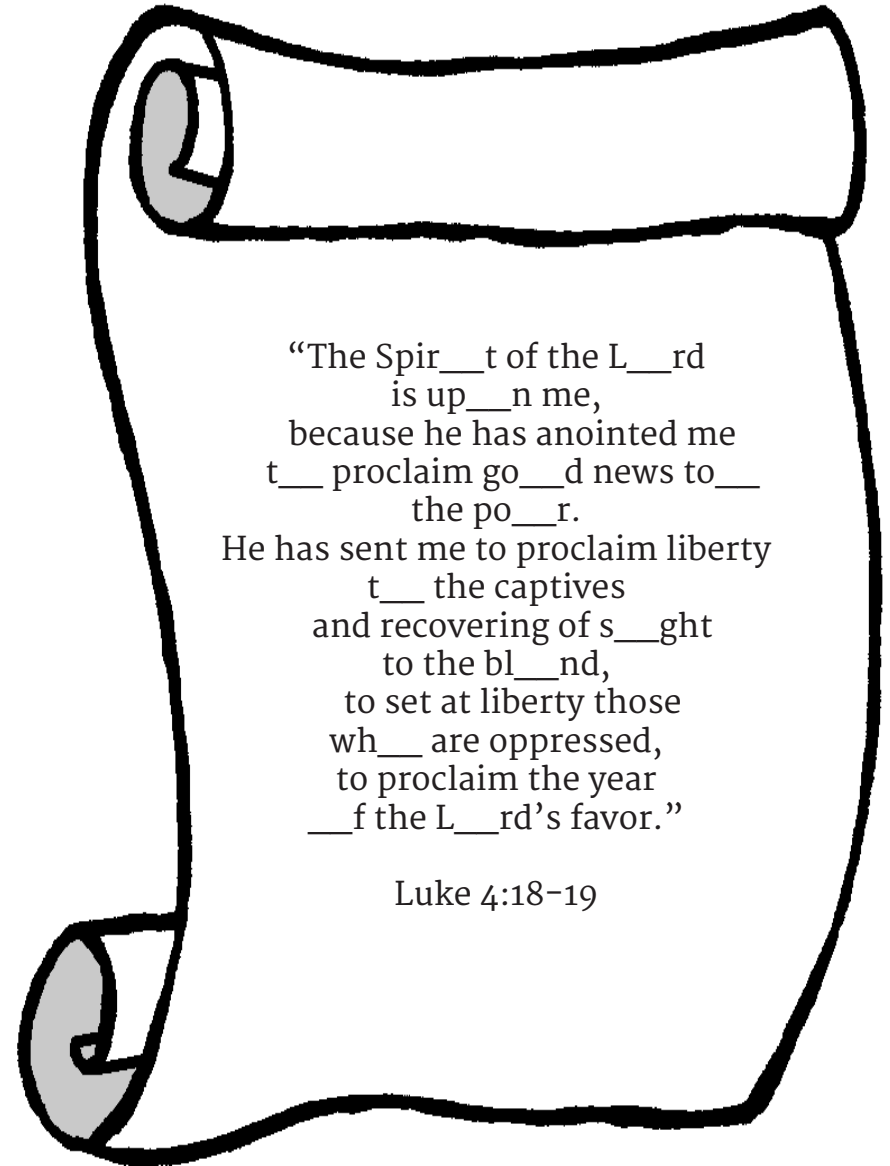 “The Spir__t of the L__rd
is up__n me,
because he has anointed me
t__ proclaim go__d news to__
the po__r.
He has sent me to proclaim liberty
t__ the captives
and recovering of s__ght
to the bl__nd,
to set at liberty those
wh__ are oppressed,
to proclaim the year
__f the L__rd’s favor.”
Luke 4:18-19